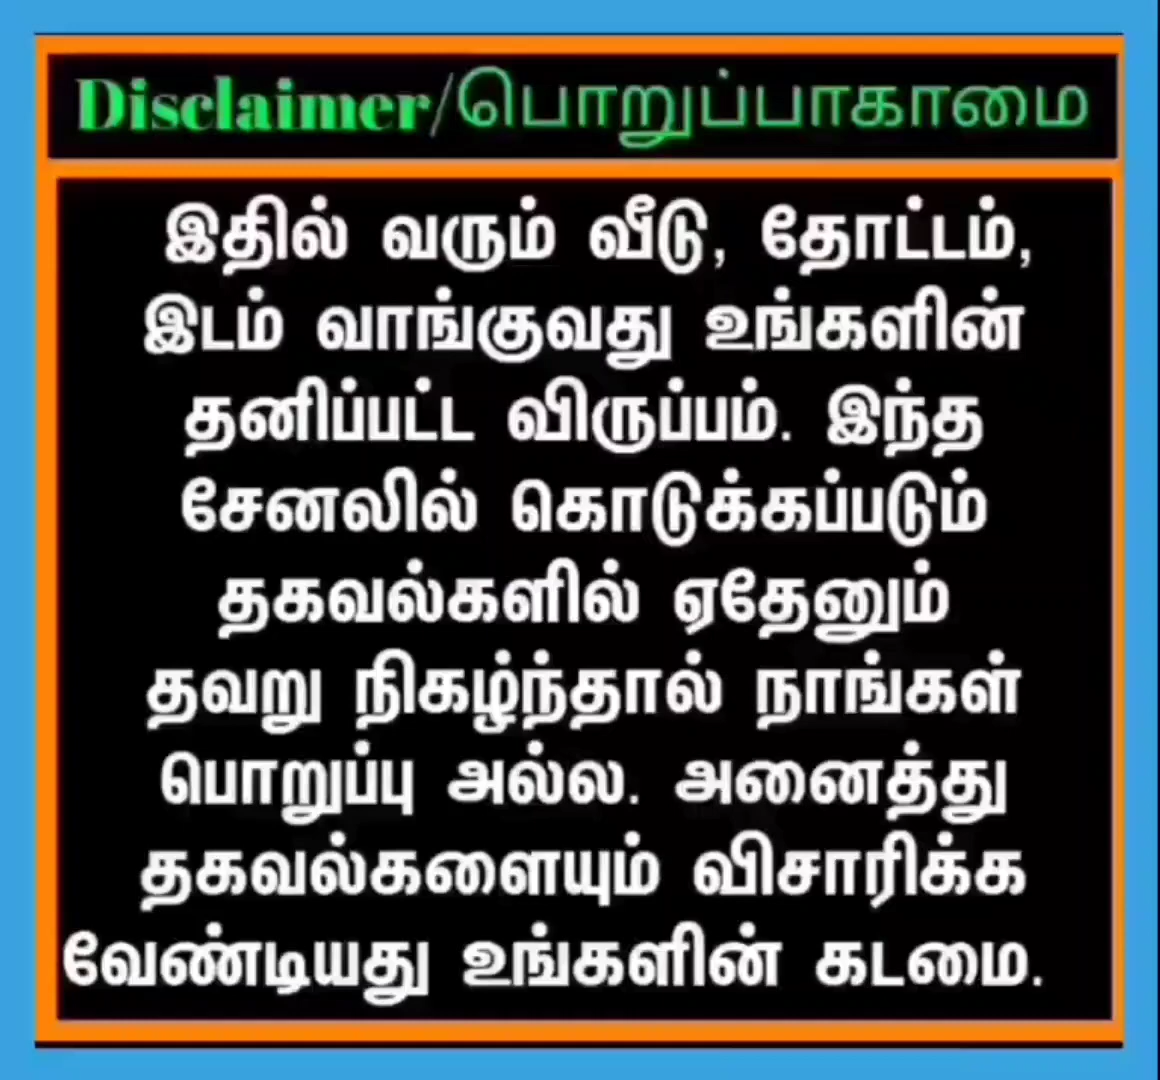 Disclaimer/பொறுப்பாகாமை
இதில் வரும் வீடு, தோட்டம்,
இடம் வாங்குவது உங்களின்
தனிப்பட்ட விருப்பம். இந்த
சேனலில் கொடுக்கப்படும்
தகவல்களில் ஏதேனும்
தவறு நிகழ்ந்தால் நாங்கள்
பொறுப்பு அல்ல. அனைத்து
தகவல்களையும் விசாரிக்க
வேண்டியது உங்களின் கடமை.